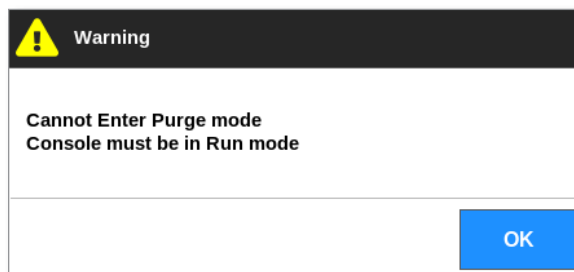 Warning
Cannot Enter Purge mode
Console must be in Run mode
OK